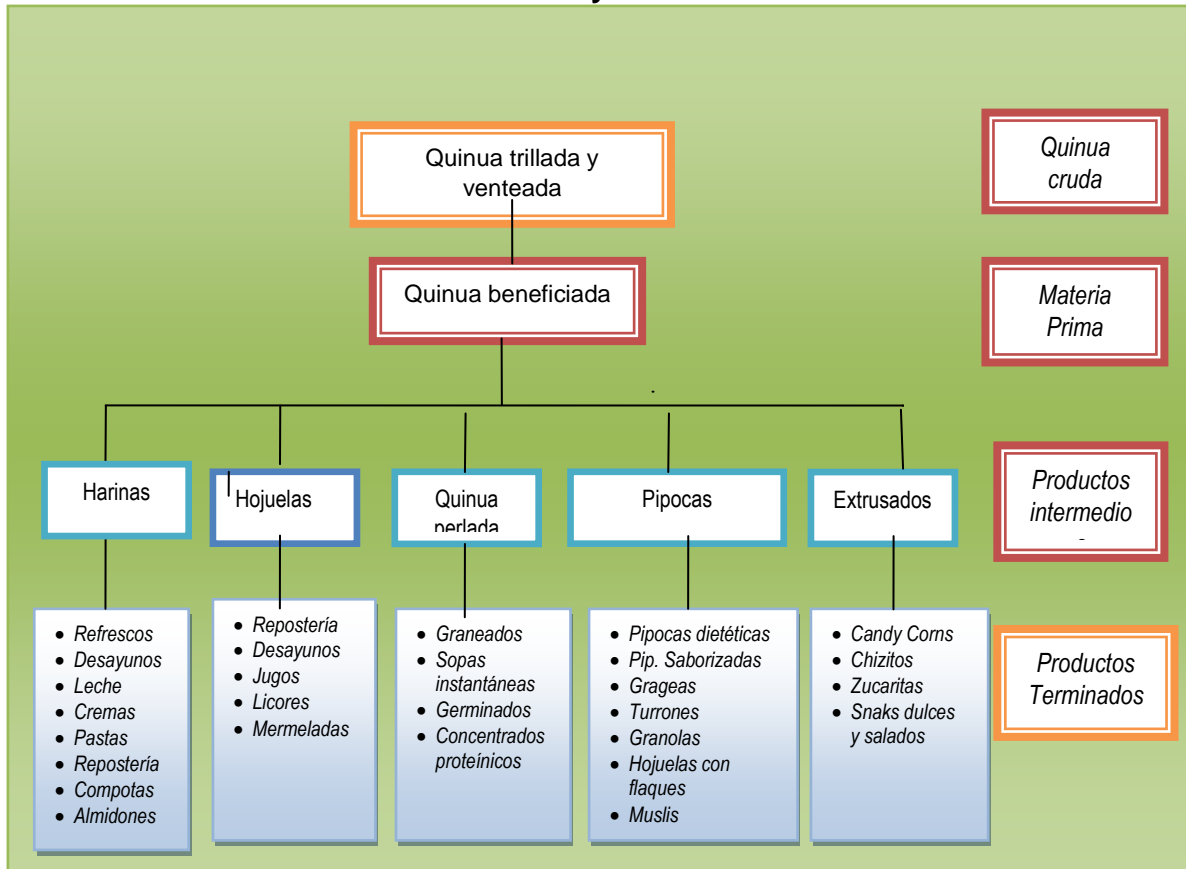 Quinua trillada y
venteada
Quinua
cruda
Quinua beneficiada
Materia
Prima
Harinas
Hojuelas
Quinua
perlada
Pipocas
Extrusados
Productos
intermedio
• Refrescos
• Desayunos
• Leche
• Cremas
• Pastas
• Repostería
• Compotas
• Almidones
• Repostería
• Desayunos
• Jugos
• Licores
• Mermeladas
• Graneados
• Sopas
instantáneas
• Germinados
• Concentrados
proteínicos
• Pipocas dietéticas
• Pip. Saborizadas
• Grageas
• Turrones
• Granolas
• Hojuelas con
flaques
• Muslis
• Candy Corns
• Chizitos
• Zucaritas
• Snaks dulces
y salados
Productos
Terminados